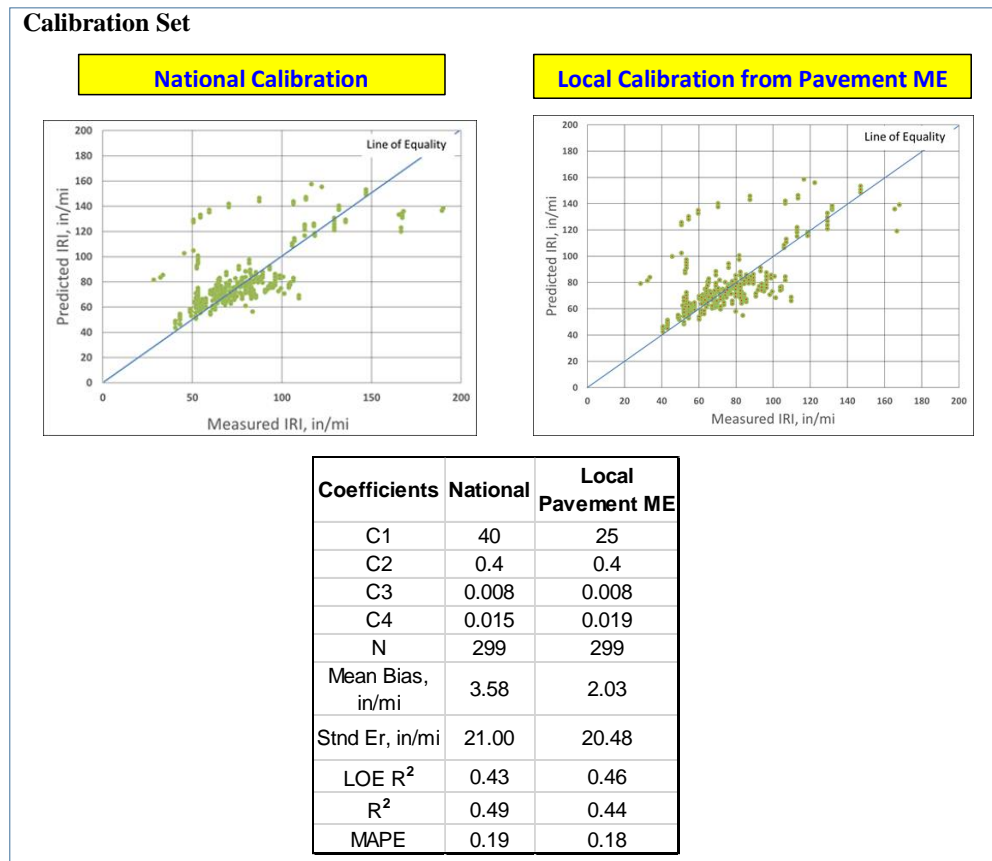 Calibration Set
National Calibration
Local Calibration from Pavement ME
200
180
160
140
120
100
80
60
40
20
0
Predicted IRI, in/mi
Line of Equality
0
50
100
150
200
Measured IRI, in/mi
200
180
160
140
120
100
80
60
40
20
0
Predicted IRI, in/mi
Line of Equality
0 20 40 60 80 100 120 140 160 180 200
Measured IRI, in/mi
Coefficients National Local
Pavement ME
C1 40 25
C2 0.4 0.4
C3 0.008 0.008
C4 0.015 0.019
N 299 299
Mean Bias,
in/mi 3.58 2.03
Stnd Er, in/mi 21.00 20.48
LOE R² 0.43 0.46
R² 0.49 0.44
MAPE 0.19 0.18